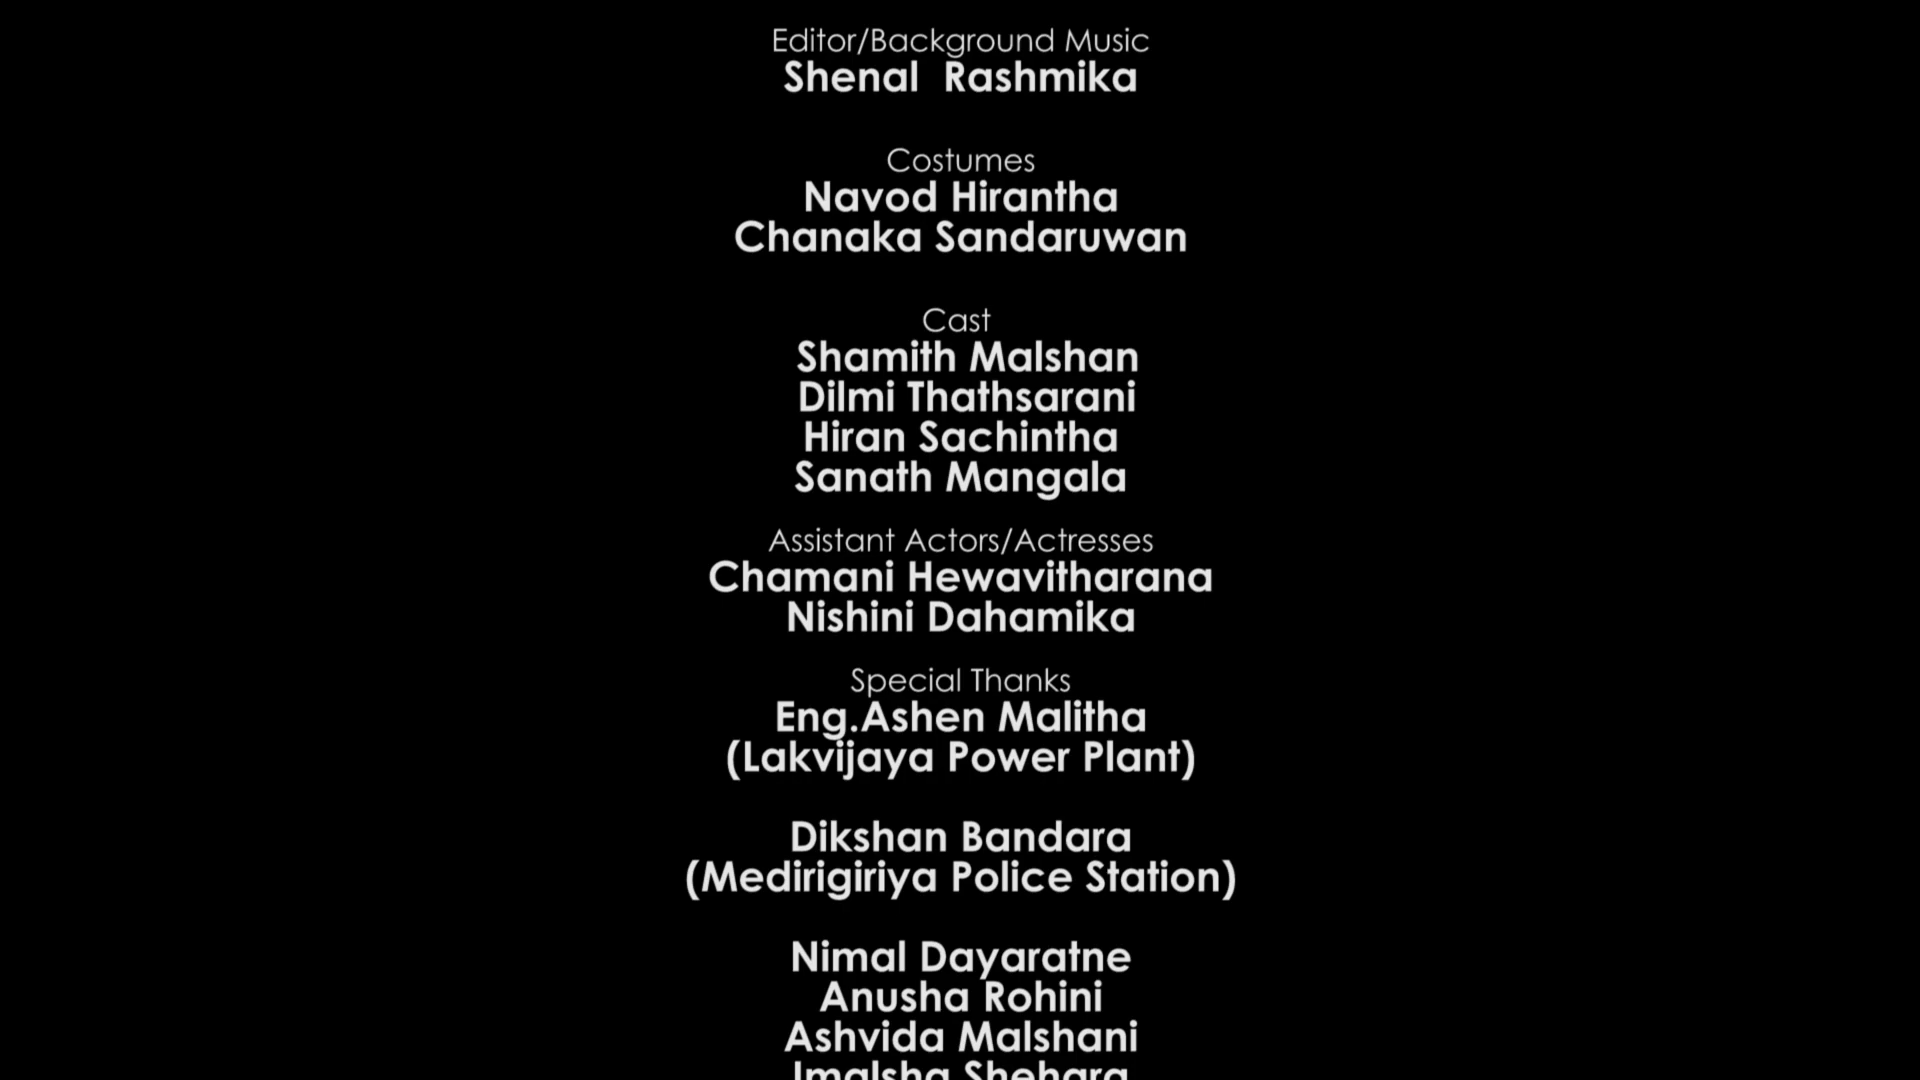 Editor/Background Music
Shenal  Rashmika
Costumes
Navod Hirantha
Chanaka Sandaruwan
Cast
Shamith Malshan
Dilmi Thathsarani
Hiran Sachintha
Sanath Mangala
Assistant Actors/Actresses
Chamani Hewavitharana
Nishini Dahamika
Special Thanks
Eng.Ashen Malitha
(Lakvijaya Power Plant)
Dikshan Bandara
(Medirigiriya Police Station)
Nimal Dayaratne
Anusha Rohini
Ashvida Malshani
Imalsha Shehara